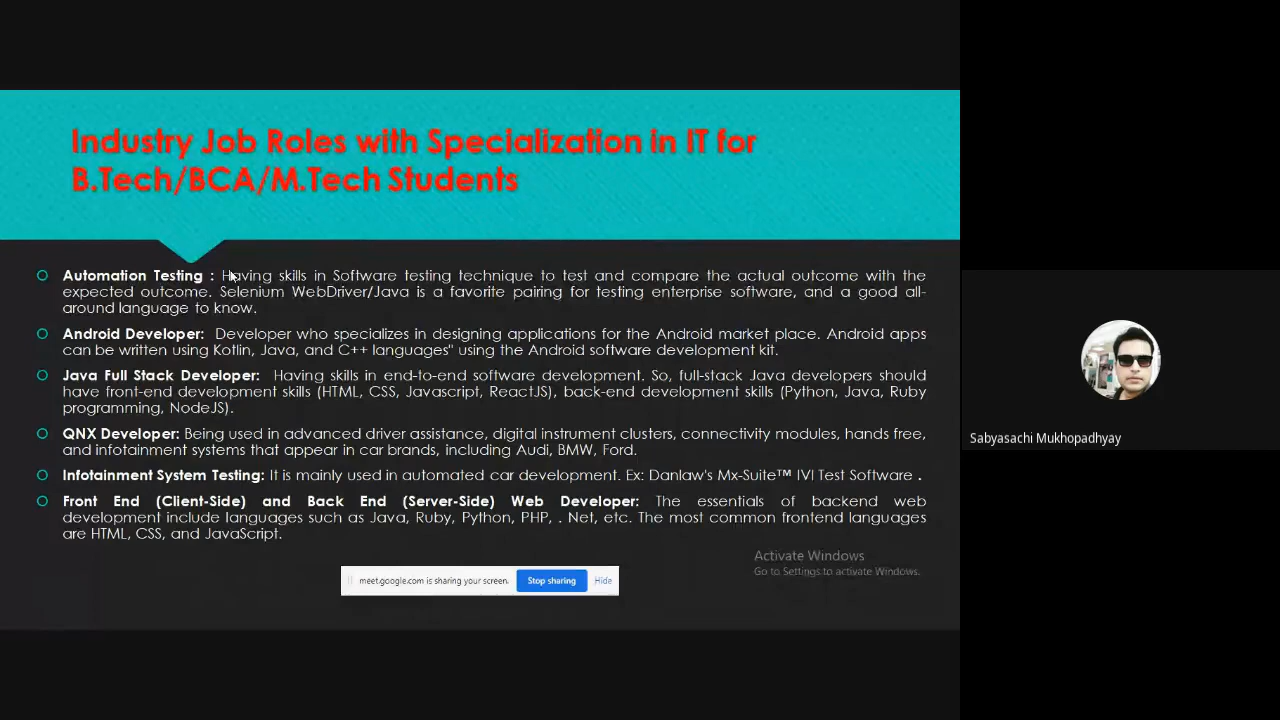 Industry Job Roles with Specialization in IT for
B.Tech/BCA/M.Tech Students
Automation Testing : Having skills in Software testing technique to test and compare the actual outcome with the
expected outcome. Selenium WebDriver/Java is a favorite pairing for testing enterprise software, and a good all-
around language to know.
Android Developer: Developer who specializes in designing applications for the Android market place. Android apps
can be written using Kotlin, Java, and C++ languages" using the Android software development kit.
Java Full Stack Developer: Having skills in end-to-end software development. So, full-stack Java developers should
have front-end development skills (HTML, CSS, Javascript, ReactJS), back-end development skills (Python, Java, Ruby
programming, NodeJS).
QNX Developer: Being used in advanced driver assistance, digital instrument clusters, connectivity modules, hands free,
and infotainment systems that appear in car brands, including Audi, BMW, Ford.
Infotainment System Testing: It is mainly used in automated car development. Ex: Danlaw's Mx-Suite™ IVI Test Software .
Front End (Client-Side) and Back End (Server-Side) Web Developer: The essentials of backend web
development include languages such as Java, Ruby, Python, PHP, . Net, etc. The most common frontend languages
are HTML, CSS, and JavaScript.
Activate Windows
Go to Settings to activate Windows.
meet.google.com is sharing your screen. Stop sharing Hide
Sabyasachi Mukhopadhyay